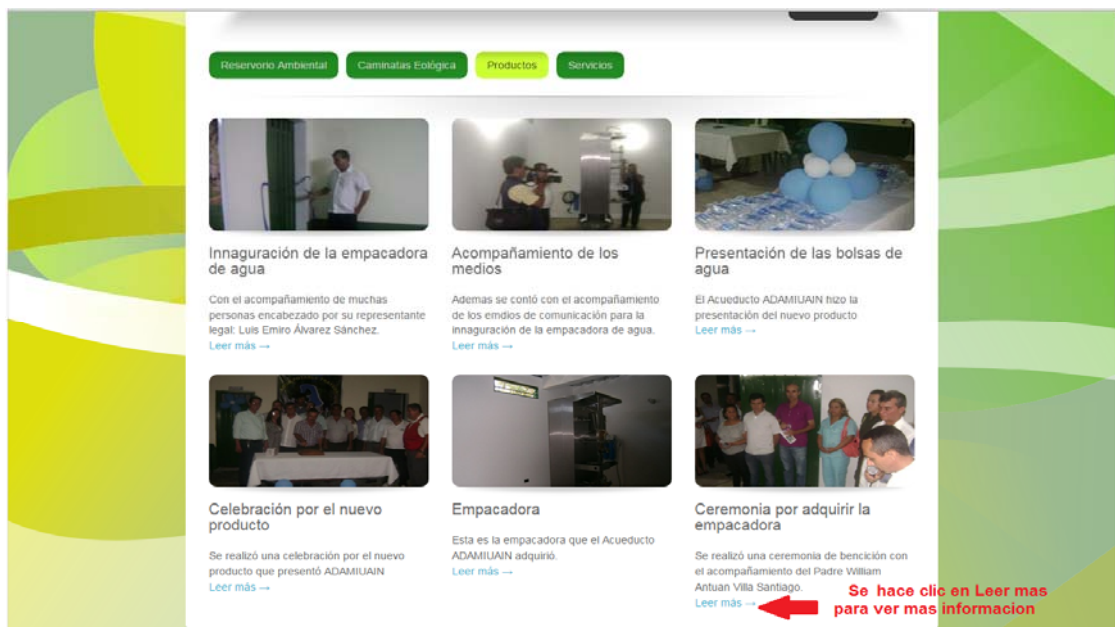 Reservorio Ambiental
Caminatas Eológica
Productos
Servicios
Innaguración de la empacadora
de agua
Con el acompañamiento de muchas
personas encabezado por su representante
legal: Luis Emiro Álvarez Sánchez.
Leer más →
Acompañamiento de los
medios
Ademas se contó con el acompañamiento
de los emdios de comunicación para la
innaguración de la empacadora de agua.
Leer más →
Presentación de las bolsas de
agua
El Acueducto ADAMIUAIN hizo la
presentación del nuevo producto
Leer más →
Celebración por el nuevo
producto
Se realizó una celebración por el nuevo
producto que presentó ADAMIUAIN
Leer más →
Empacadora
Esta es la empacadora que el Acueducto
ADAMIUAIN adquirió.
Leer más →
Ceremonia por adquirir la
empacadora
Se realizó una ceremonia de bencición con
el acompañamiento del Padre William
Antuan Villa Santiago.
Leer más →
Se hace clic en Leer mas
para ver mas informacion